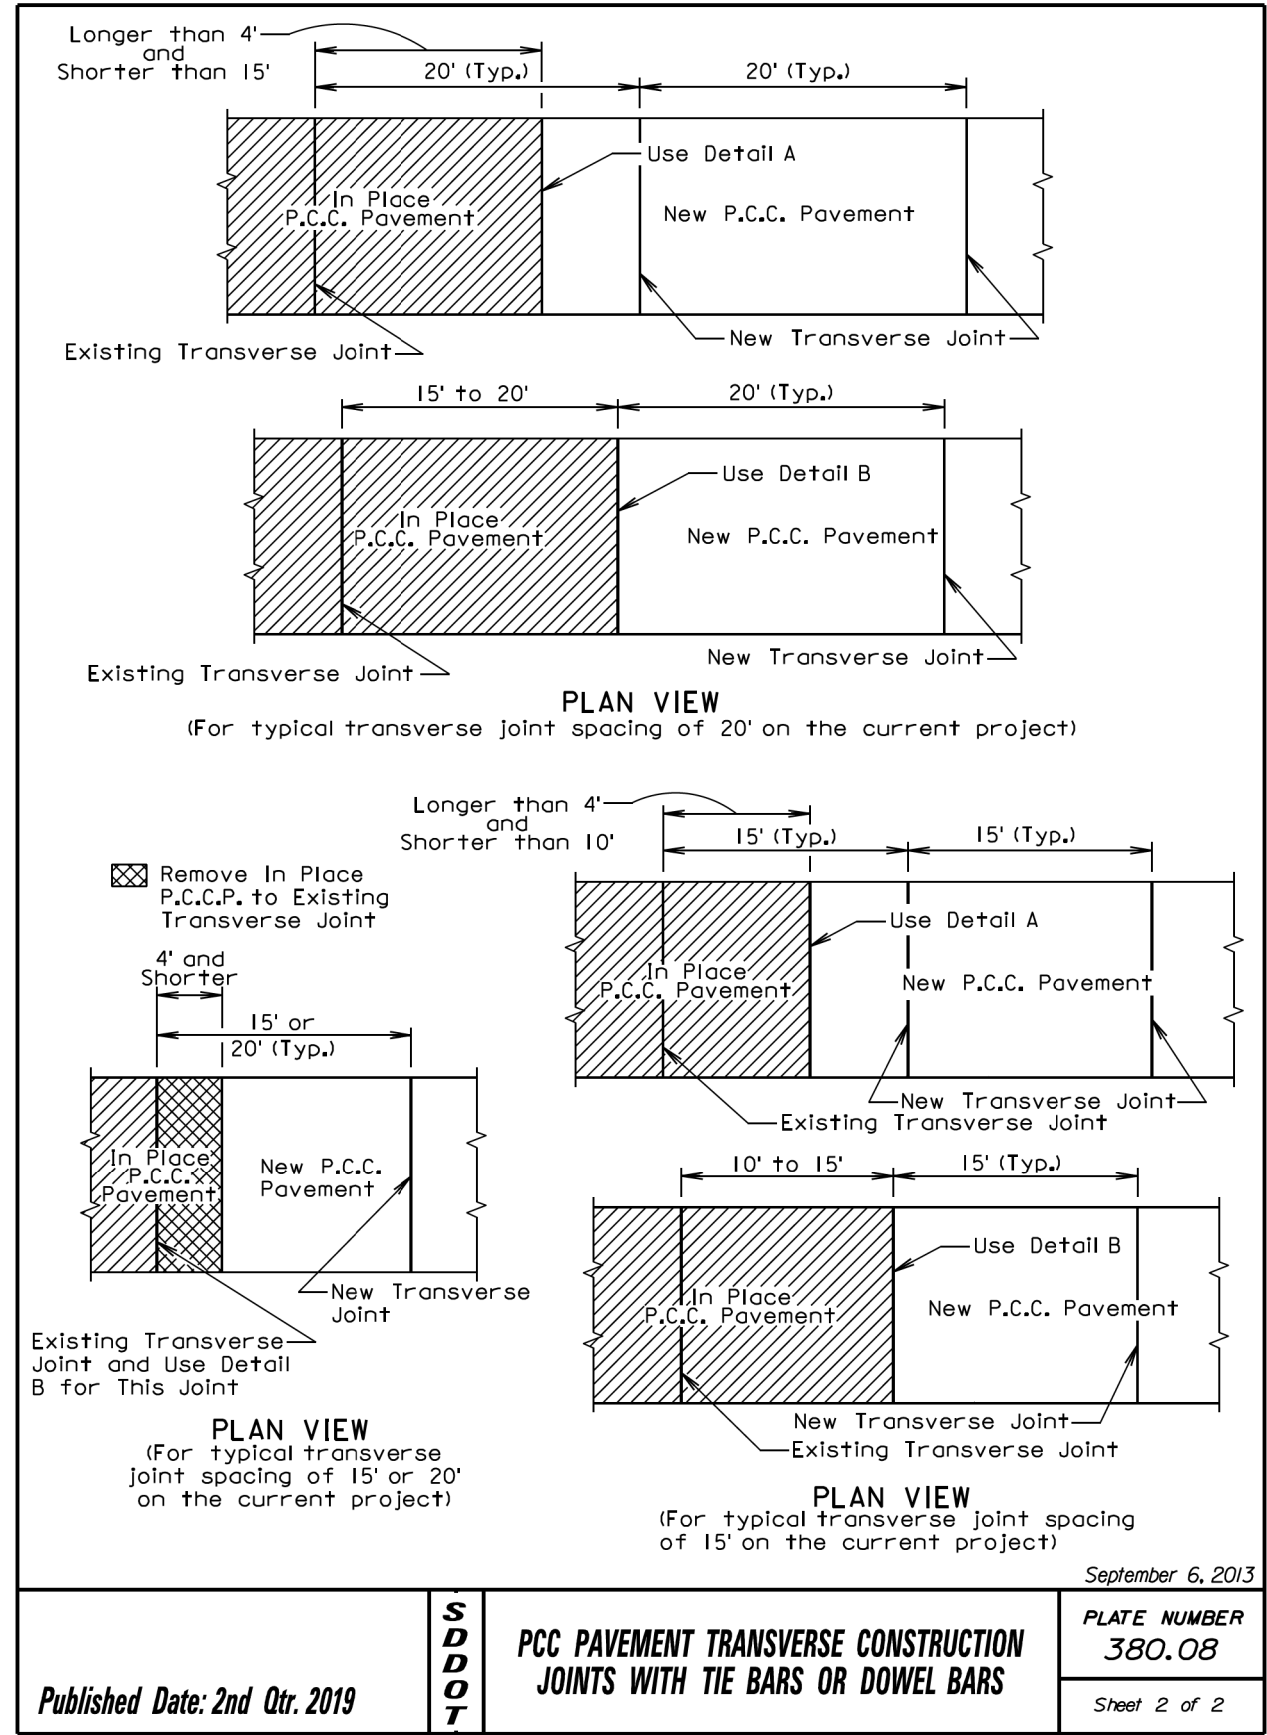 Longer than 4'
and
Shorter than 15'
20' (Typ.)
20' (Typ.)
Use Detail A
In Place
P.C.C. Pavement
New P.C.C. Pavement
New Transverse Joint
Existing Transverse Joint
15' to 20'
20' (Typ.)
Use Detail B
In Place
P.C.C. Pavement
New P.C.C. Pavement
New Transverse Joint
Existing Transverse Joint
PLAN VIEW
(For typical transverse joint spacing of 20' on the current project)
Longer than 4'
and
Shorter than 10'
15' (Typ.)
15' (Typ.)
Use Detail A
In Place
P.C.C. Pavement
New P.C.C. Pavement
New Transverse Joint
Existing Transverse Joint
Remove In Place
P.C.C.P. to Existing
Transverse Joint
4' and
Shorter
15' or
20' (Typ.)
In Place
P.C.C.
Pavement
New P.C.C.
Pavement
New Transverse
Joint
Existing Transverse
Joint and Use Detail
B for This Joint
PLAN VIEW
(For typical transverse
joint spacing of 15' or 20'
on the current project)
10' to 15'
15' (Typ.)
Use Detail B
In Place
P.C.C. Pavement
New P.C.C. Pavement
New Transverse Joint
Existing Transverse Joint
PLAN VIEW
(For typical transverse joint spacing
of 15' on the current project)
September 6, 2013
Published Date: 2nd Qtr. 2019
SDDOT
PCC PAVEMENT TRANSVERSE CONSTRUCTION
JOINTS WITH TIE BARS OR DOWEL BARS
PLATE NUMBER
380.08
Sheet 2 of 2